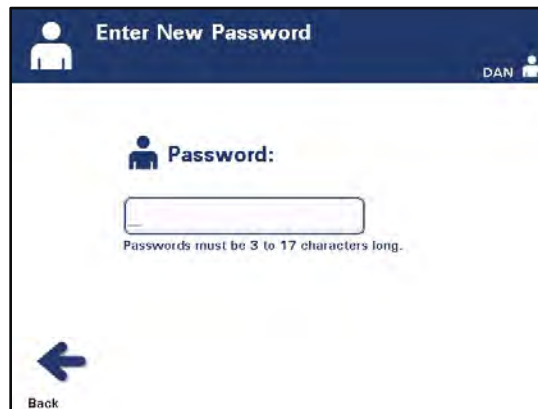 Enter New Password
DAN
Password:
Passwords must be 3 to 17 characters long.
Back